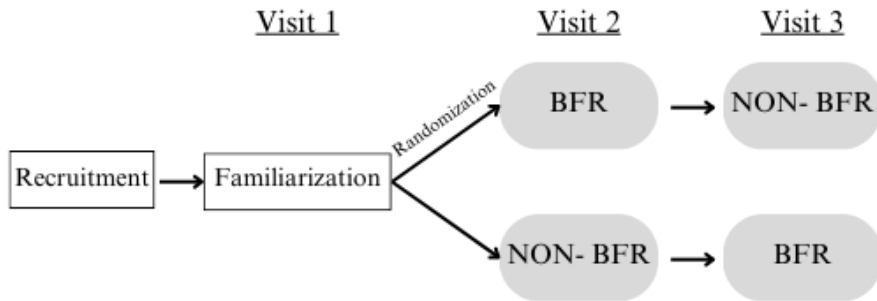 Visit 1
Visit 2
Visit 3
Randomization
BFR
NON- BFR
Recruitment
Familiarization
NON- BFR
BFR